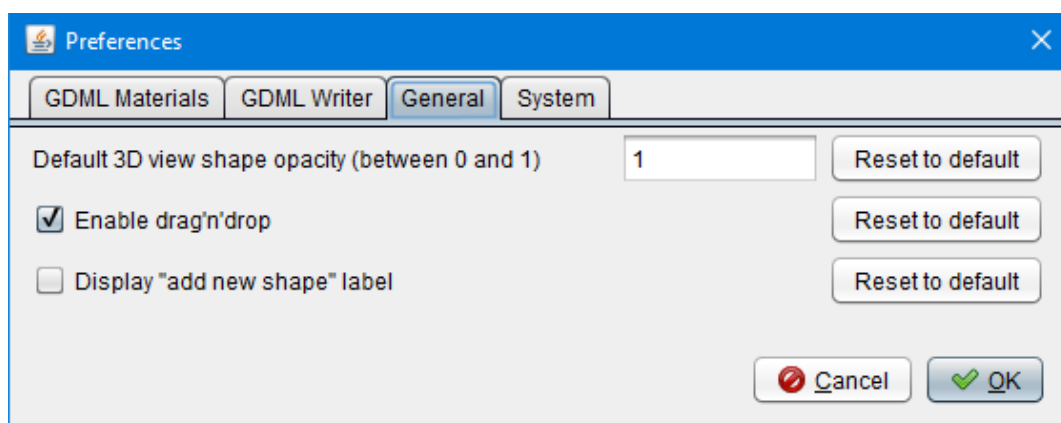 Preferences
GDML Materials GDML Writer General System
Default 3D view shape opacity (between 0 and 1) 1 Reset to default
Enable drag'n'drop Reset to default
Display "add new shape" label Reset to default
Cancel OK